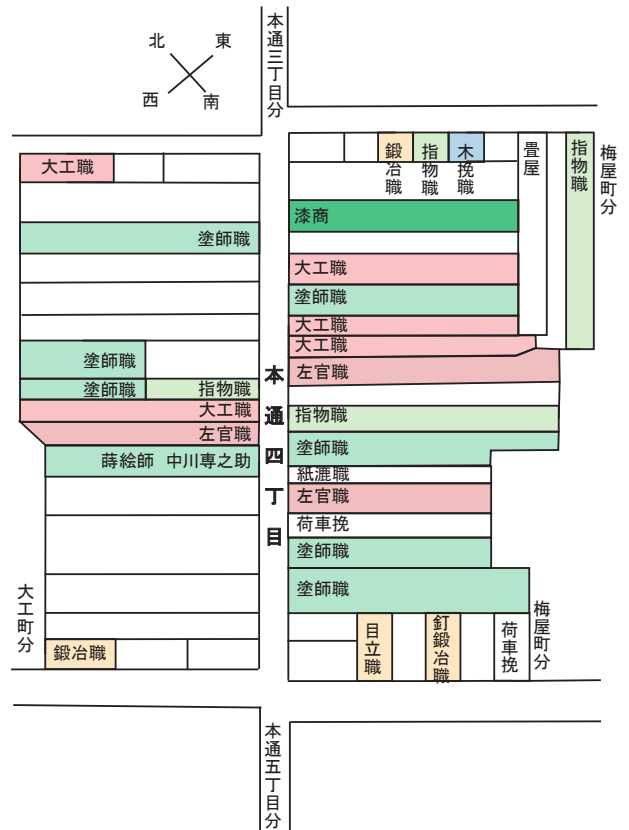 本通三丁目分
北
東
西
南
大工職
塗師職
塗師職
塗師職
指物職
大工職
左官職
蒔絵師 中川専之助
大工町分
鍛冶職
本通四丁目
鍛冶職
指物職
木挽職
畳屋
指物職
梅屋町分
漆商
大工職
塗師職
大工職
大工職
左官職
指物職
塗師職
紙漉職
左官職
荷車挽
塗師職
塗師職
目立職
釘鍛冶職
荷車挽
梅屋町分
本通五丁目分